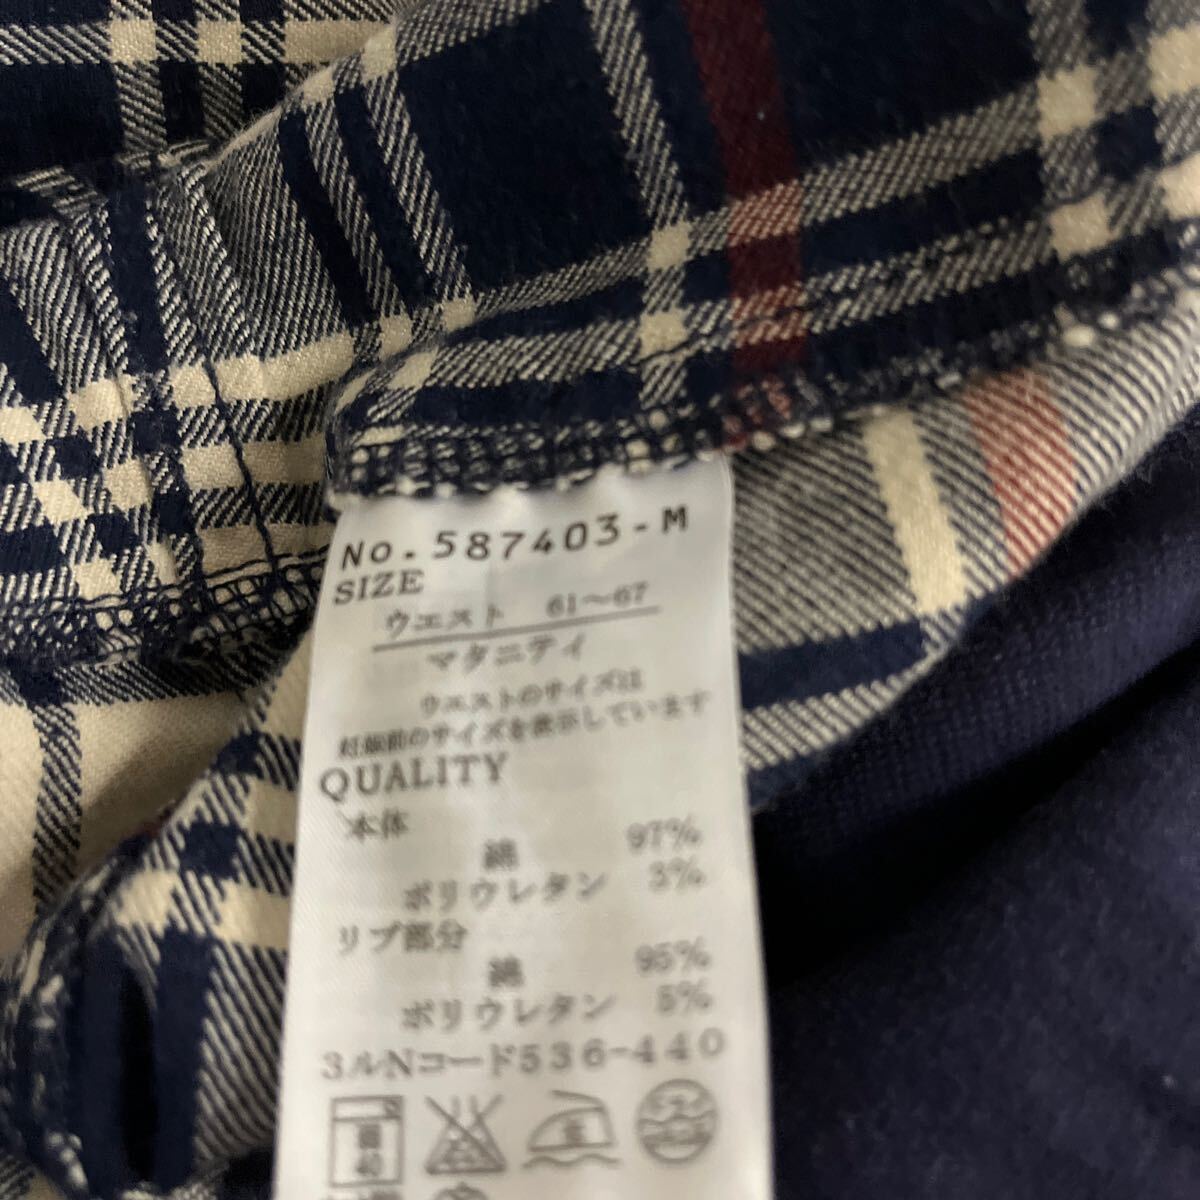 No.587403-M
SIZE
ウエスト 61〜67
マタニティ
ウエストのサイズは
妊娠前のサイズを表示しています
QUALITY
本体
綿 97%
ポリウレタン 3%
リブ部分
綿 95%
ポリウレタン 5%
3ルNコード536-440
40